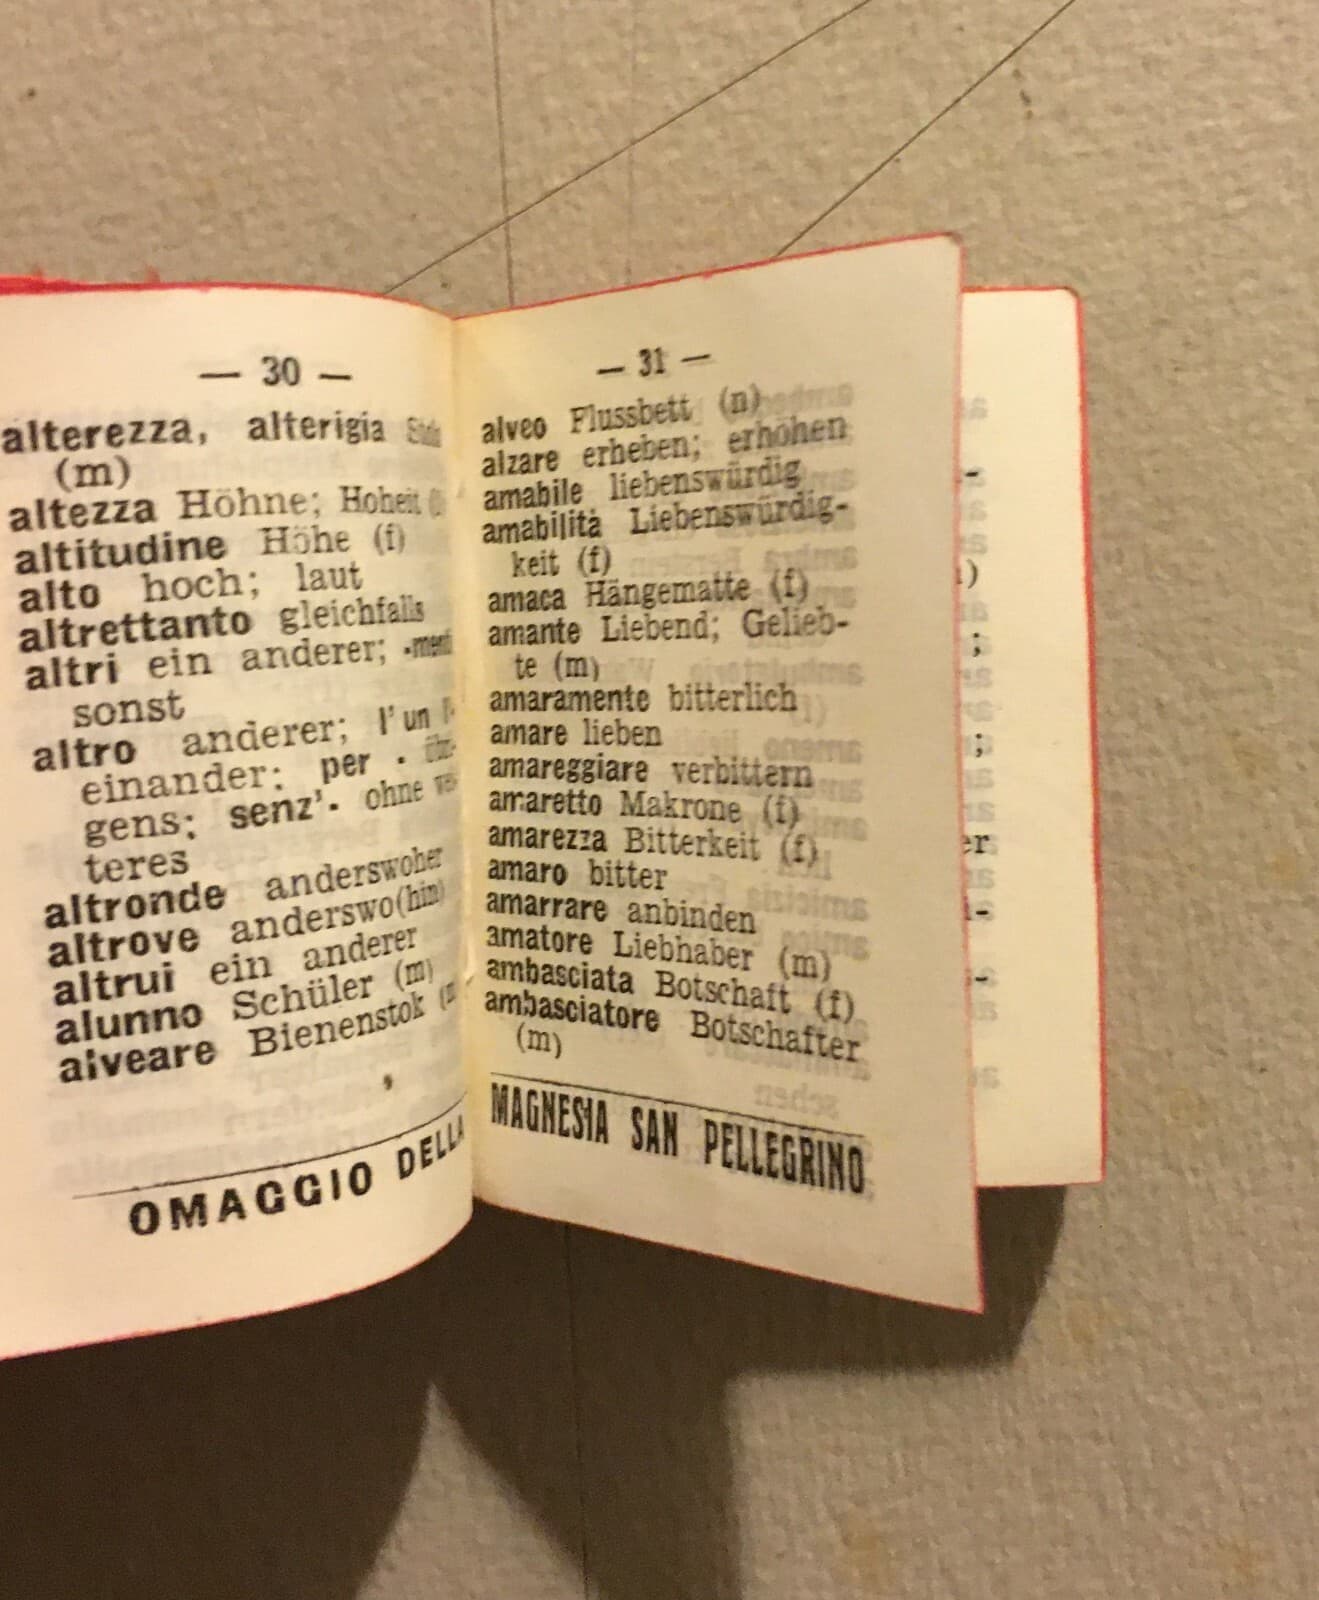 — 30 —
alterezza, alterigia
(m)
altezza Höhne; Hoheit
altitudine Höhe (f)
alto hoch; laut
altrettanto gleichfalls
altri ein anderer; -menti
sonst
altro anderer; l'un
einander; per -
gens; senz'- ohne
teres
altronde anderswoher
altrove anderswo(hin)
altrui ein anderer
alunno Schüler (m)
alveare Bienenstok
OMAGGIO DELLA
— 31 —
alveo Flussbett (n)
alzare erheben; erhöhen
amabile liebenswürdig
amabilità Liebenswürdig-
keit (f)
amaca Hängematte (f)
amante Liebend; Gelieb-
te (m)
amaramente bitterlich
amare lieben
amareggiare verbittern
amaretto Makrone (f)
amarezza Bitterkeit (f)
amaro bitter
amarrare anbinden
amatore Liebhaber (m)
ambasciata Botschaft (f)
ambasciatore Botschafter
(m)
MAGNESIA SAN PELLEGRINO